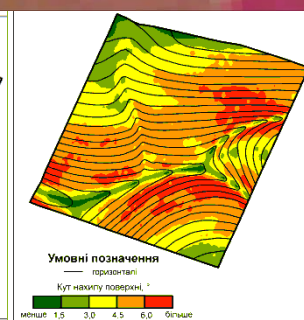 Умовні позначення
горизонталі
Кут нахилу поверхні, °
менше 1,5 3,0 4,5 6,0 більше